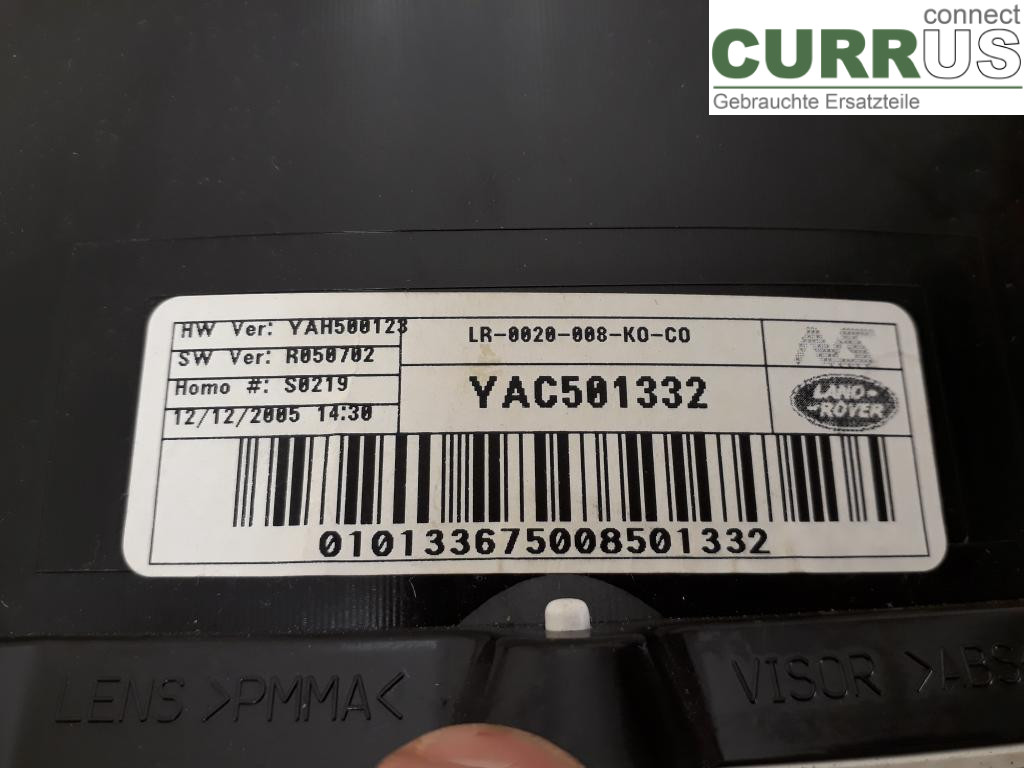 connect
CURRUS
Gebrauchte Ersatzteile
HW Ver: YAH500123
SW Ver: R050702
Homo #: S0219
12/12/2005 14:30
LR-0020-008-KO-CO
YAC501332
LAND-
-ROVER
010133675008501332
LENS >PMMA<
VISOR >ABS